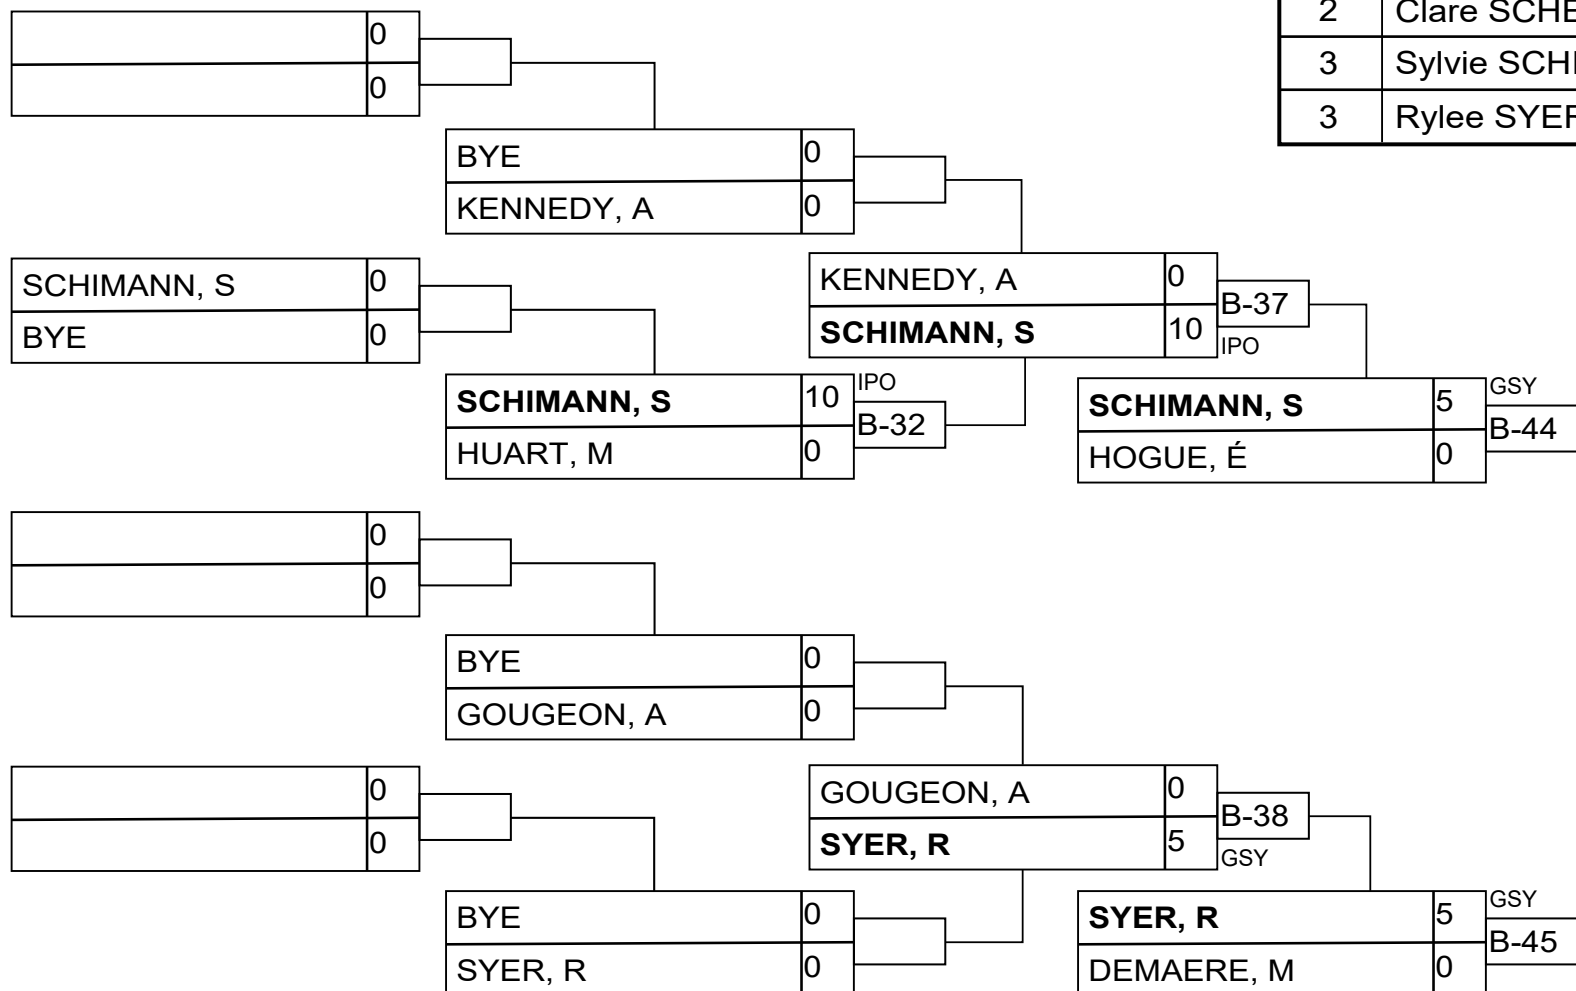 2 Clare SCHE
3 Sylvie SCHI
3 Rylee SYER
0
0
BYE 0
KENNEDY, A 0
SCHIMANN, S 0
BYE 0
KENNEDY, A 0
SCHIMANN, S 10
B-37
IPO
SCHIMANN, S 10
HUART, M 0
IPO
B-32
SCHIMANN, S 5
HOGUE, É 0
GSY
B-44
0
0
BYE 0
GOUGEON, A 0
0
0
GOUGEON, A 0
SYER, R 5
B-38
GSY
BYE 0
SYER, R 0
SYER, R 5
DEMAERE, M 0
GSY
B-45